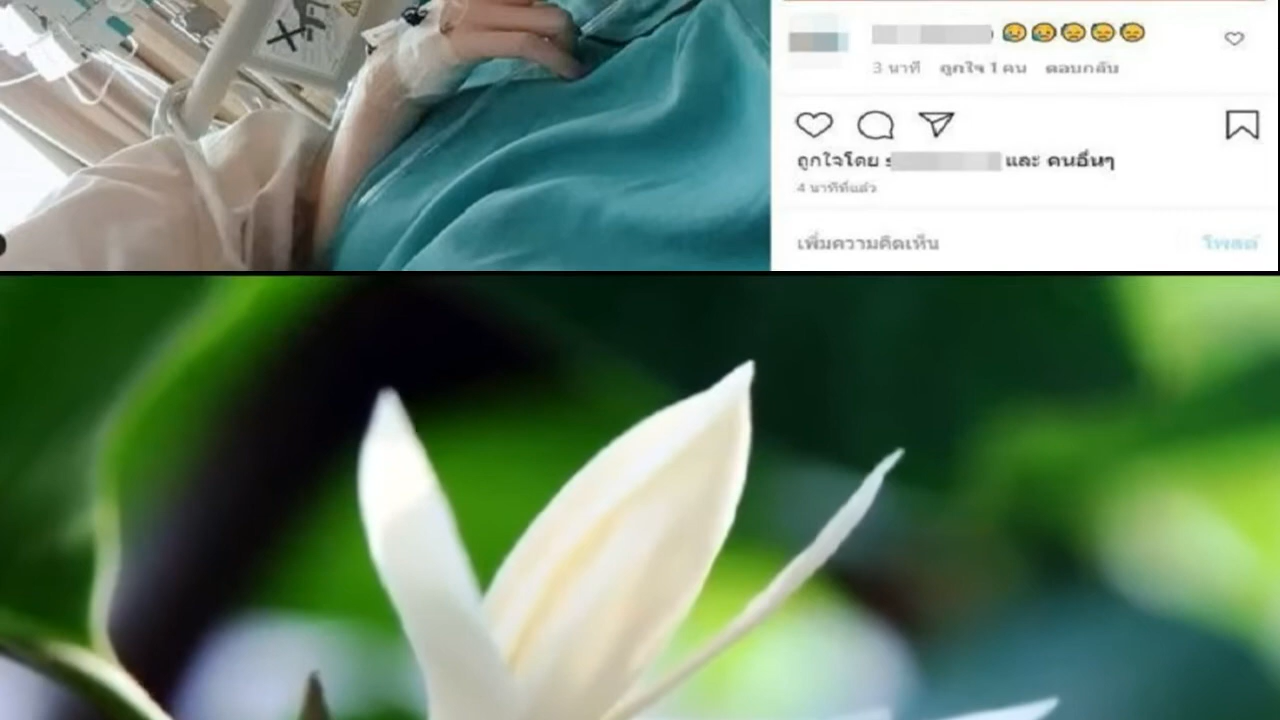 3 นาที ถูกใจ 1 คน ตอบกลับ
ถูกใจโดย s และ คนอื่นๆ
4 นาทีที่แล้ว
เพิ่มความคิดเห็น
โพสต์